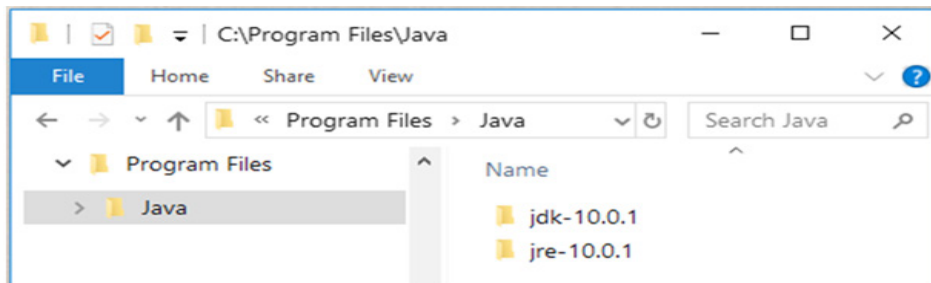 C:\Program Files\Java
File Home Share View
« Program Files > Java
Search Java
Program Files
Java
Name
jdk-10.0.1
jre-10.0.1